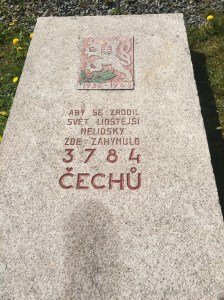 1939-1945
ABY SE ZRODIL
SVĚT LIDŠTĚJŠÍ
NELIDSKY
ZDE ZAHYNULO
3784
ČECHŮ